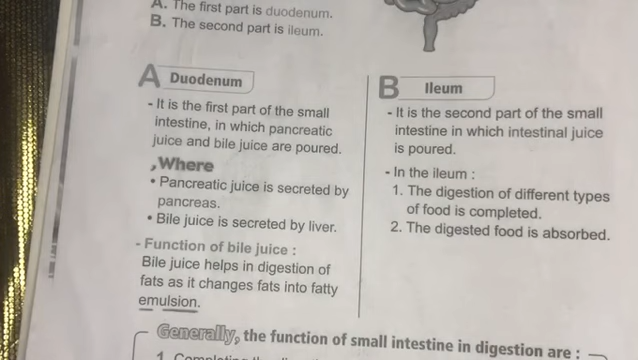 A. The first part is duodenum.
B. The second part is ileum.
A Duodenum
- It is the first part of the small
intestine, in which pancreatic
juice and bile juice are poured.
, Where
• Pancreatic juice is secreted by
pancreas.
• Bile juice is secreted by liver.
- Function of bile juice :
Bile juice helps in digestion of
fats as it changes fats into fatty
emulsion.
B Ileum
- It is the second part of the small
intestine in which intestinal juice
is poured.
- In the ileum :
1. The digestion of different types
of food is completed.
2. The digested food is absorbed.
Generally, the function of small intestine in digestion are :
1. Completing the